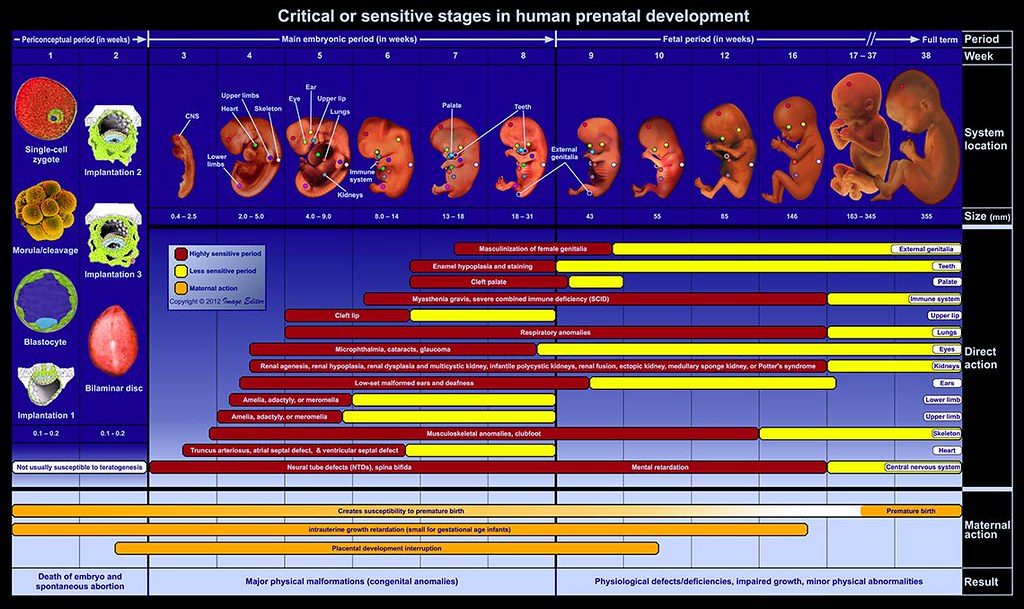 Critical or sensitive stages in human prenatal development
Periconceptual period (in weeks)
Main embryonic period (in weeks)
Fetal period (in weeks)
Full term
Period
1
2
3
4
5
6
7
8
9
10
12
16
17 – 37
38
Week
Single-cell
zygote
Morula/cleavage
Blastocyte
Implantation 1
Implantation 2
Implantation 3
Bilaminar disc
CNS
Upper limbs
Heart
Skeleton
Lower
limbs
Ear
Eye
Upper lip
Lungs
Kidneys
Immune
system
Palate
Teeth
External
genitalia
System
location
0.4 – 2.5
2.0 – 5.0
4.0 – 9.0
8.0 – 14
13 – 18
18 – 31
43
55
85
146
163 – 345
355
Size (mm)
Highly sensitive period
Less sensitive period
Maternal action
Copyright © 2012 Image Editor
Masculinization of female genitalia
External genitalia
Enamel hypoplasia and staining
Teeth
Cleft palate
Palate
Myasthenia gravis, severe combined immune deficiency (SCID)
Immune system
Cleft lip
Upper lip
Respiratory anomalies
Lungs
Microphthalmia, cataracts, glaucoma
Eyes
Renal agenesis, renal hypoplasia, renal dysplasia and multicystic kidney, infantile polycystic kidneys, renal fusion, ectopic kidney, medullary sponge kidney, or Potter's syndrome
Kidneys
Low-set malformed ears and deafness
Ears
Amelia, adactyly, or meromelia
Lower limb
Amelia, adactyly, or meromelia
Upper limb
Musculoskeletal anomalies, clubfoot
Skeleton
Truncus arteriosus, atrial septal defect, & ventricular septal defect
Heart
Direct
action
0.1 – 0.2
0.1 - 0.2
Not usually susceptible to teratogenesis
Neural tube defects (NTDs), spina bifida
Mental retardation
Central nervous system
Creates susceptibility to premature birth
Premature birth
intrauterine growth retardation (small for gestational age infants)
Placental development interruption
Maternal
action
Death of embryo and
spontaneous abortion
Major physical malformations (congenital anomalies)
Physiological defects/deficiencies, impaired growth, minor physical abnormalities
Result